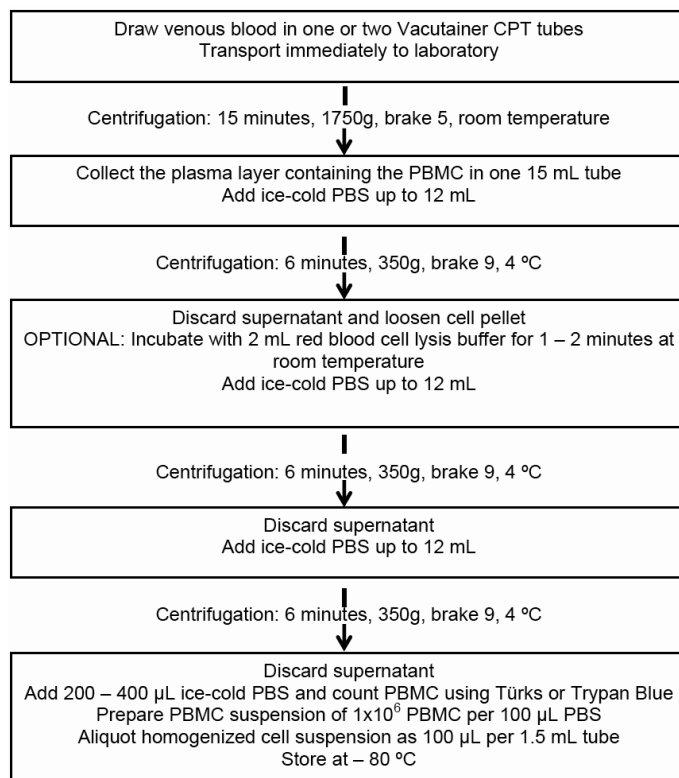 Draw venous blood in one or two Vacutainer CPT tubes
Transport immediately to laboratory
Centrifugation: 15 minutes, 1750g, brake 5, room temperature
Collect the plasma layer containing the PBMC in one 15 mL tube
Add ice-cold PBS up to 12 mL
Centrifugation: 6 minutes, 350g, brake 9, 4 ºC
Discard supernatant and loosen cell pellet
OPTIONAL: Incubate with 2 mL red blood cell lysis buffer for 1 – 2 minutes at
room temperature
Add ice-cold PBS up to 12 mL
Centrifugation: 6 minutes, 350g, brake 9, 4 ºC
Discard supernatant
Add ice-cold PBS up to 12 mL
Centrifugation: 6 minutes, 350g, brake 9, 4 ºC
Discard supernatant
Add 200 – 400 µL ice-cold PBS and count PBMC using Türks or Trypan Blue
Prepare PBMC suspension of 1x10⁶ PBMC per 100 µL PBS
Aliquot homogenized cell suspension as 100 µL per 1.5 mL tube
Store at – 80 ºC